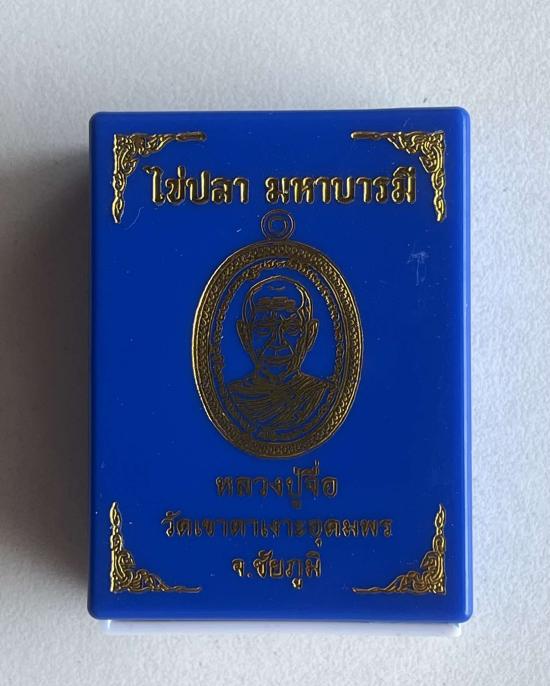 ไข่ปลา มหาบารมี
หลวงปู่จื่อ
วัดเขาตาเงาะอุดมพร
จ.ชัยภูมิ